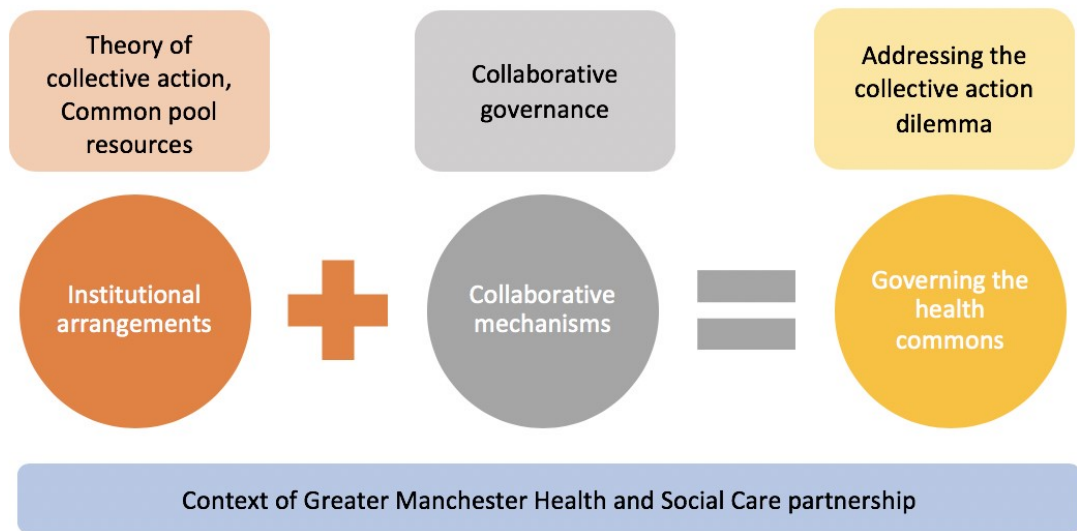 Theory of
collective action,
Common pool
resources
Collaborative
governance
Addressing the
collective action
dilemma
Institutional
arrangements
Collaborative
mechanisms
Governing the
health
commons
Context of Greater Manchester Health and Social Care partnership